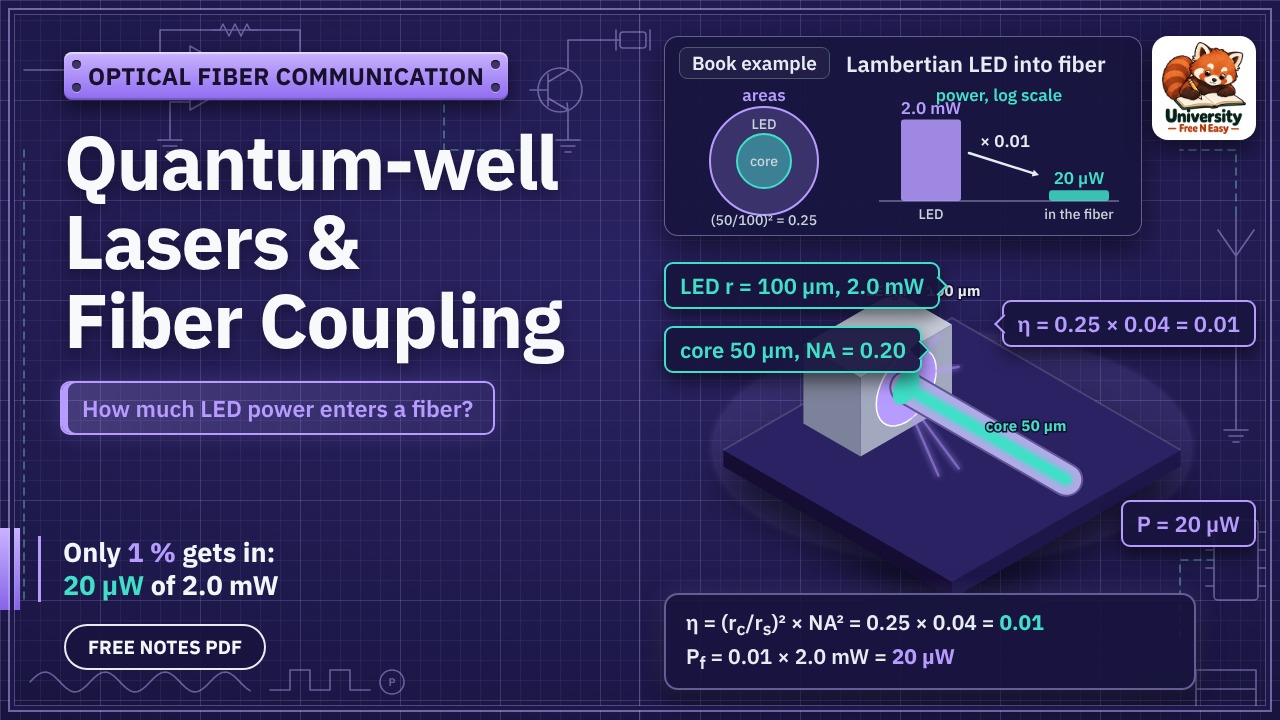 OPTICAL FIBER COMMUNICATION
Quantum-well
Lasers &
Fiber Coupling
How much LED power enters a fiber?
Only 1 % gets in:
20 µW of 2.0 mW
FREE NOTES PDF
P
Book example
Lambertian LED into fiber
areas
LED
core
(50/100)² = 0.25
power, log scale
2.0 mW
× 0.01
20 µW
LED
in the fiber
University
Free N Easy
LED r = 100 µm, 2.0 mW
µm
core 50 µm, NA = 0.20
η = 0.25 × 0.04 = 0.01
core 50 µm
P = 20 µW
η = (rc/rs)² × NA² = 0.25 × 0.04 = 0.01
Pf = 0.01 × 2.0 mW = 20 µW